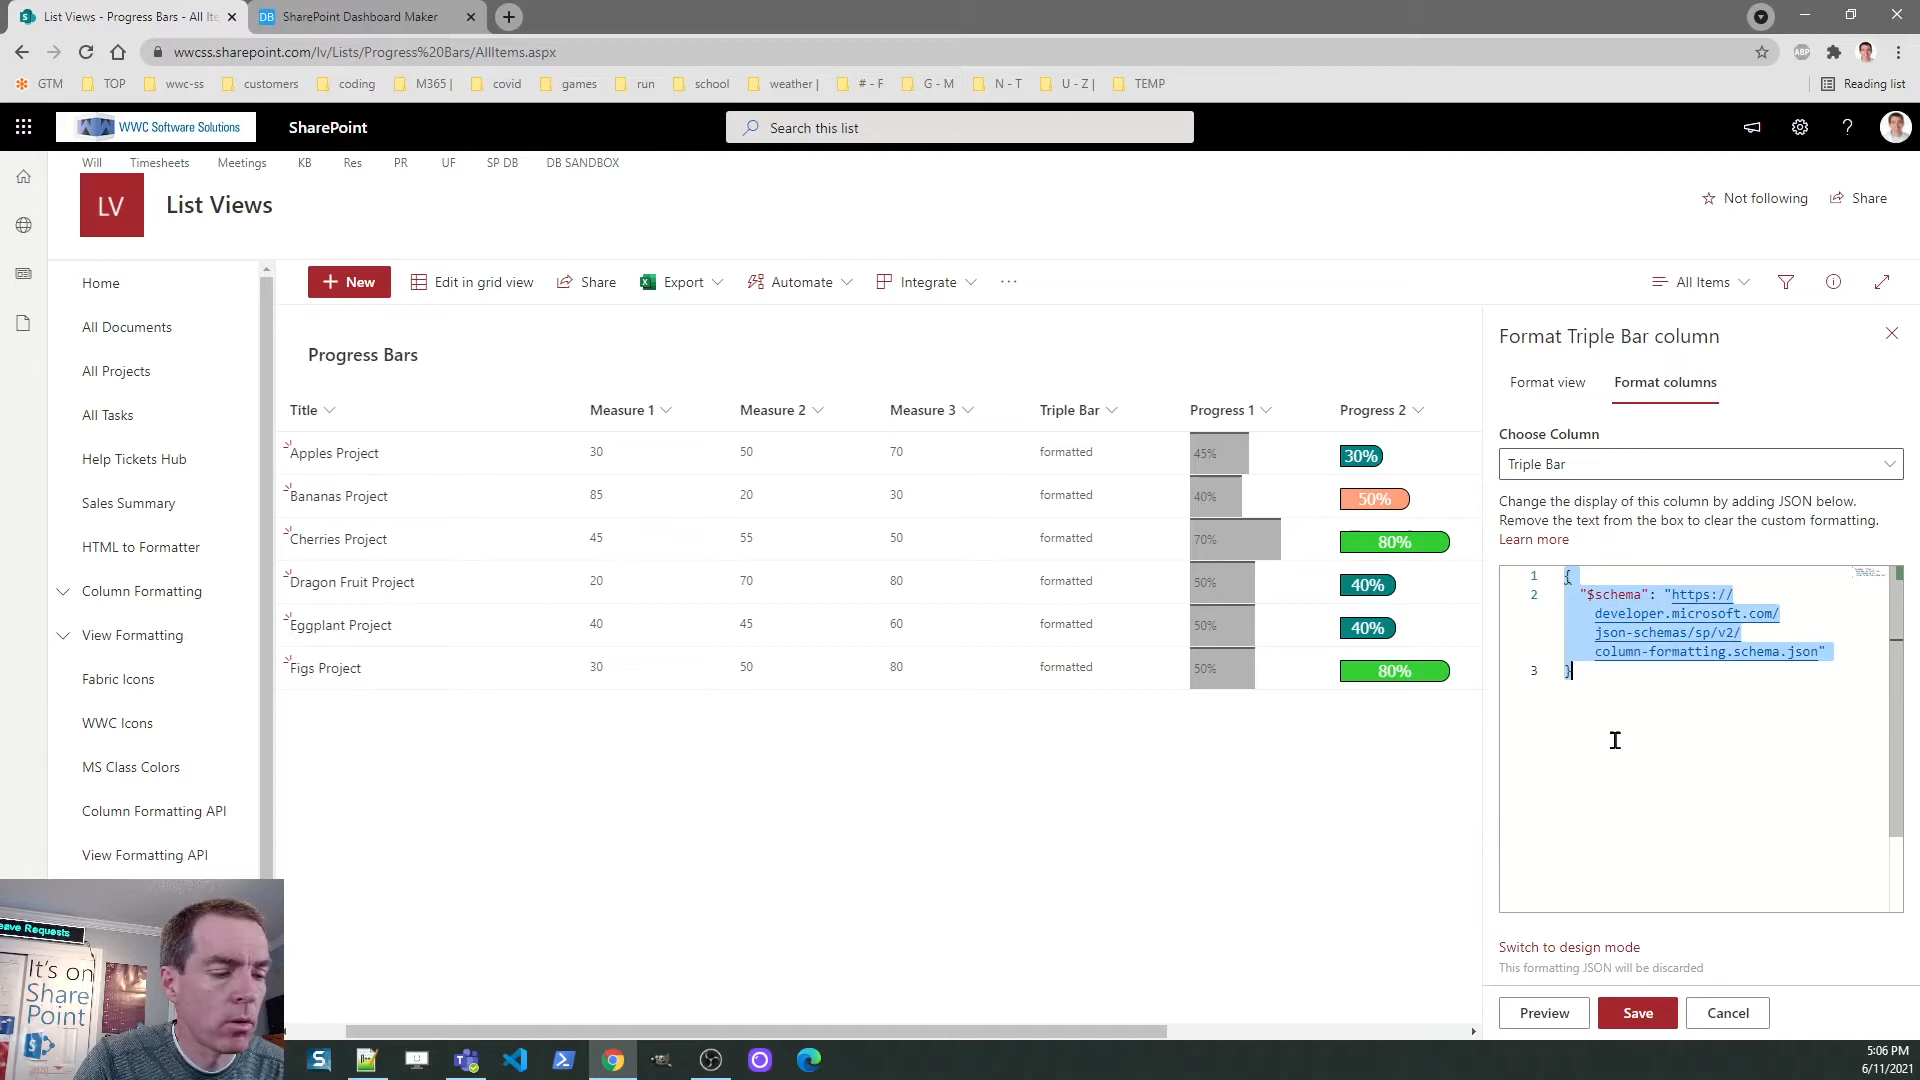 List Views - Progress Bars - All Ite
DB SharePoint Dashboard Maker
wwcss.sharepoint.com/lv/Lists/Progress%20Bars/AllItems.aspx
ABP
GTM TOP wwc-ss customers coding M365 | covid games run school weather | # - F G - M N - T U - Z | TEMP Reading list
WWC Software Solutions SharePoint Search this list ?
Will Timesheets Meetings KB Res PR UF SP DB DB SANDBOX
LV List Views
Not following Share
New Edit in grid view Share Export Automate Integrate ··· All Items
Home
All Documents
All Projects
All Tasks
Help Tickets Hub
Sales Summary
HTML to Formatter
Column Formatting
View Formatting
Fabric Icons
WWC Icons
MS Class Colors
Column Formatting API
View Formatting API
Progress Bars
Title Measure 1 Measure 2 Measure 3 Triple Bar Progress 1 Progress 2
Apples Project 30 50 70 formatted 45% 30%
Bananas Project 85 20 30 formatted 40% 50%
Cherries Project 45 55 50 formatted 70% 80%
Dragon Fruit Project 20 70 80 formatted 50% 40%
Eggplant Project 40 45 60 formatted 50% 40%
Figs Project 30 50 80 formatted 50% 80%
Format Triple Bar column
Format view Format columns
Choose Column
Triple Bar
Change the display of this column by adding JSON below.
Remove the text from the box to clear the custom formatting.
Learn more
1 {
2 "$schema": "https://
developer.microsoft.com/
json-schemas/sp/v2/
column-formatting.schema.json"
3 }
Switch to design mode
This formatting JSON will be discarded
Preview Save Cancel
eave Requests
It's on
Share
Point
5:06 PM
6/11/2021